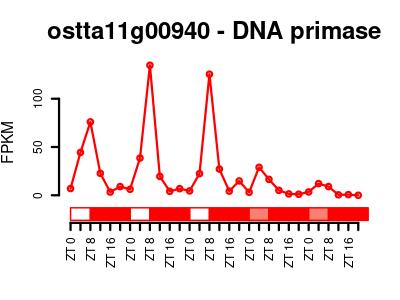 ostta11g00940 - DNA primase
FPKM
100
50
0
ZT 0 ZT 8 ZT 16 ZT 0 ZT 8 ZT 16 ZT 0 ZT 8 ZT 16 ZT 0 ZT 8 ZT 16 ZT 0 ZT 8 ZT 16